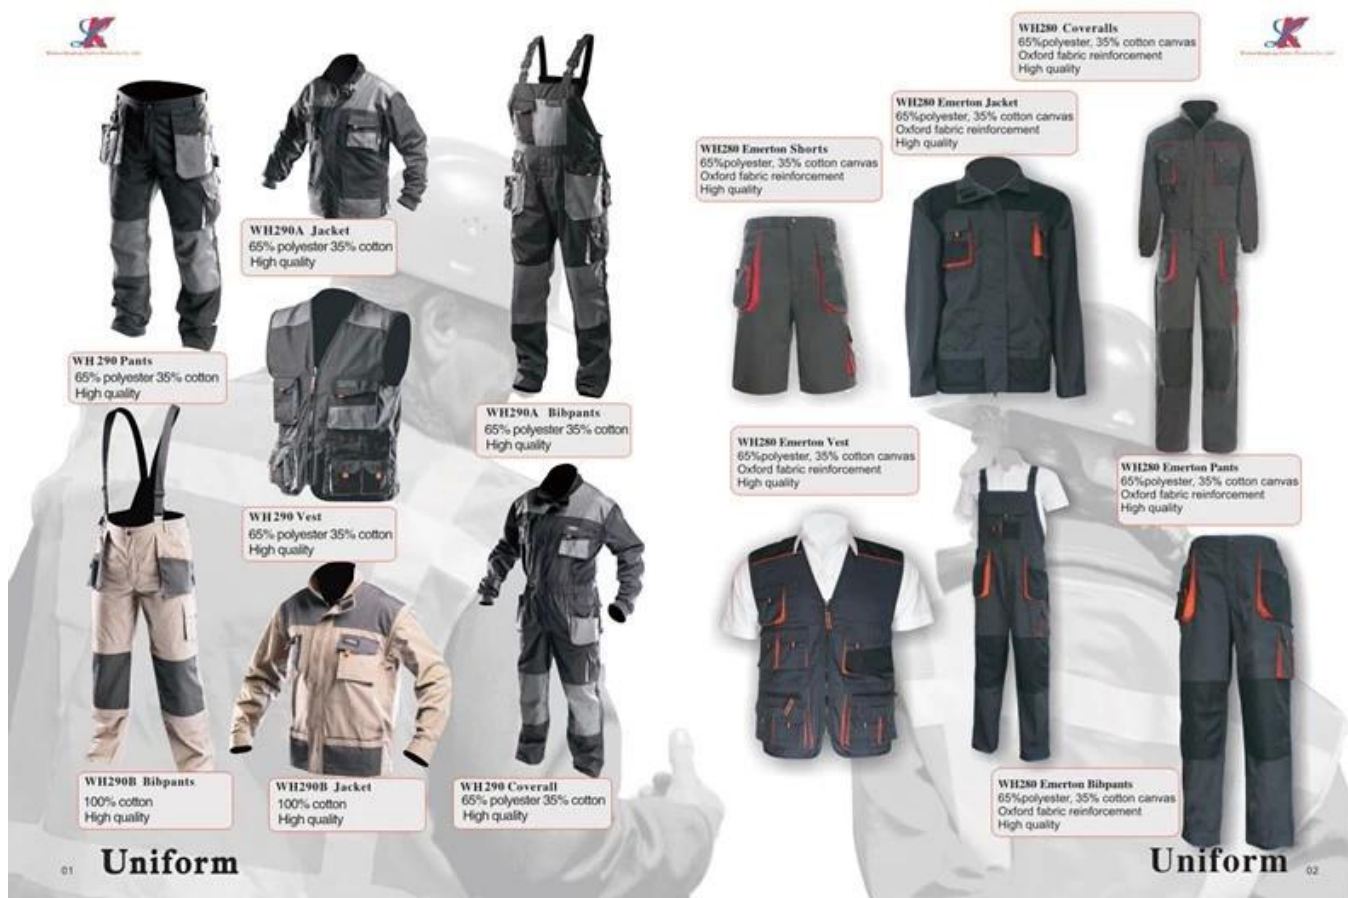 WH290A Jacket
65% polyester 35% cotton
High quality
WH 290 Pants
65% polyester 35% cotton
High quality
WH290A Bibpants
65% polyester 35% cotton
High quality
WH 290 Vest
65% polyester 35% cotton
High quality
WH290B Bibpants
100% cotton
High quality
WH290B Jacket
100% cotton
High quality
WH 290 Coverall
65% polyester 35% cotton
High quality
01 Uniform
WH280 Coveralls
65%polyester, 35% cotton canvas
Oxford fabric reinforcement
High quality
WH280 Emerton Jacket
65%polyester, 35% cotton canvas
Oxford fabric reinforcement
High quality
WH280 Emerton Shorts
65%polyester, 35% cotton canvas
Oxford fabric reinforcement
High quality
WH280 Emerton Vest
65%polyester, 35% cotton canvas
Oxford fabric reinforcement
High quality
WH280 Emerton Pants
65%polyester, 35% cotton canvas
Oxford fabric reinforcement
High quality
WH280 Emerton Bibpants
65%polyester, 35% cotton canvas
Oxford fabric reinforcement
High quality
Uniform 02